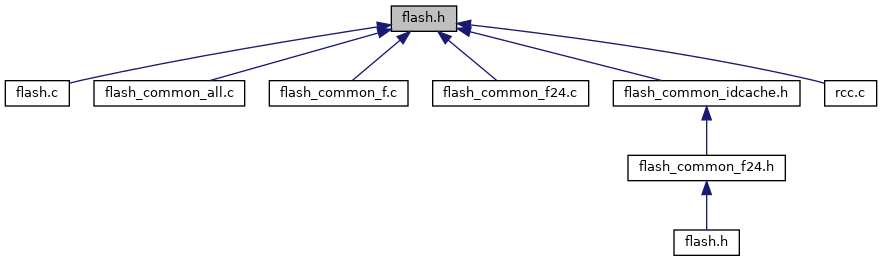 flash.h
flash.c
flash_common_all.c
flash_common_f.c
flash_common_f24.c
flash_common_idcache.h
rcc.c
flash_common_f24.h
flash.h